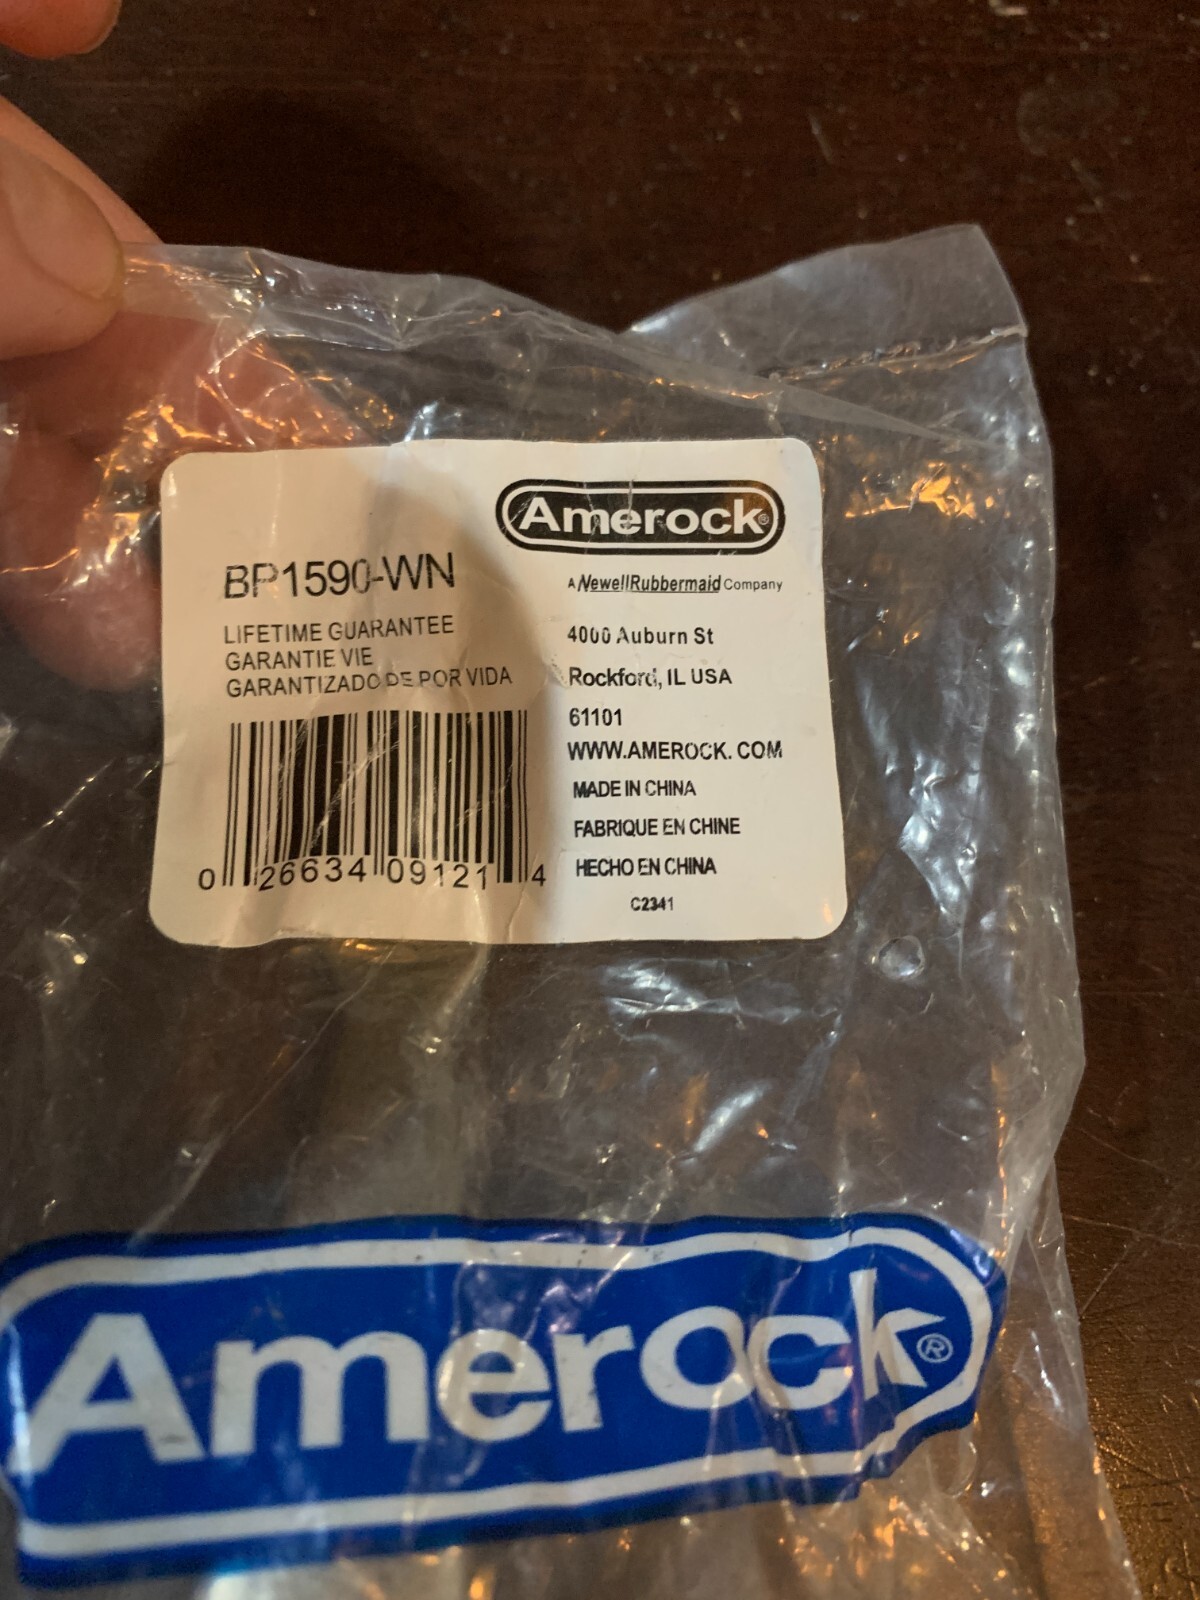 Amerock®
BP1590-WN
A NewellRubbermaid Company
LIFETIME GUARANTEE
GARANTIE VIE
GARANTIZADO DE POR VIDA
4000 Auburn St
Rockford, IL USA
61101
WWW.AMEROCK. COM
MADE IN CHINA
FABRIQUE EN CHINE
HECHO EN CHINA
C2341
0 26634 09121 4
Amerock®